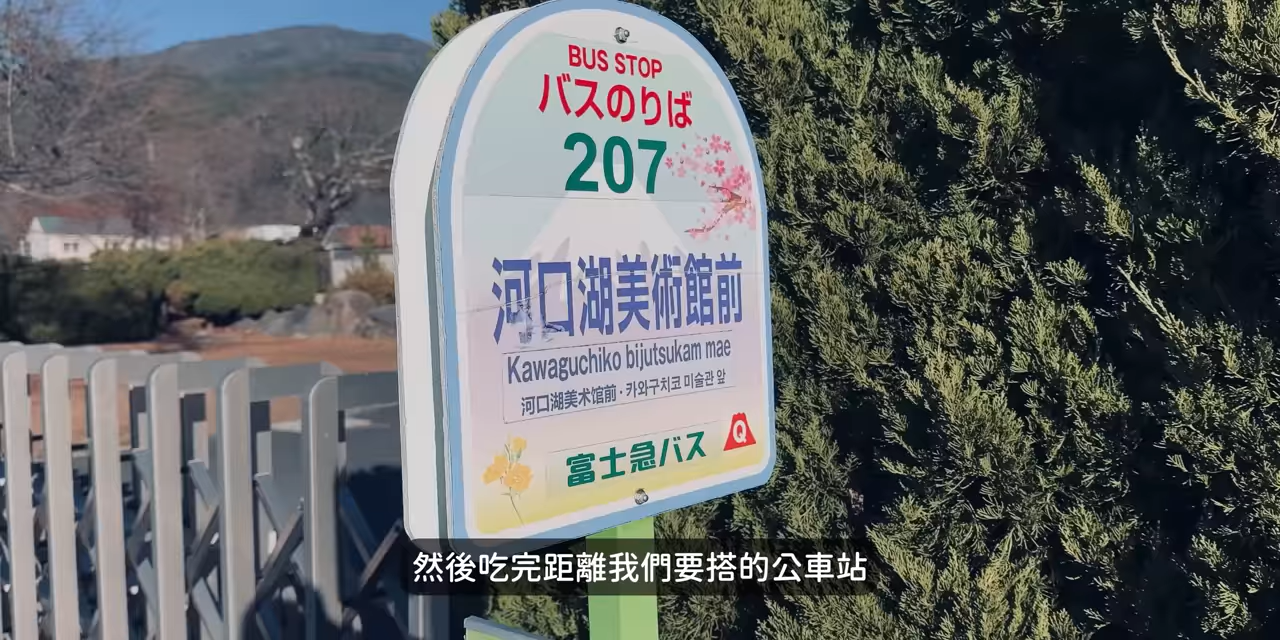 BUS STOP
バスのりば
207
河口湖美術館前
Kawaguchiko bijutsukam mae
河口湖美术馆前・카와구치코 미술관 앞
富士急バス
Q
然後吃完距離我們要搭的公車站